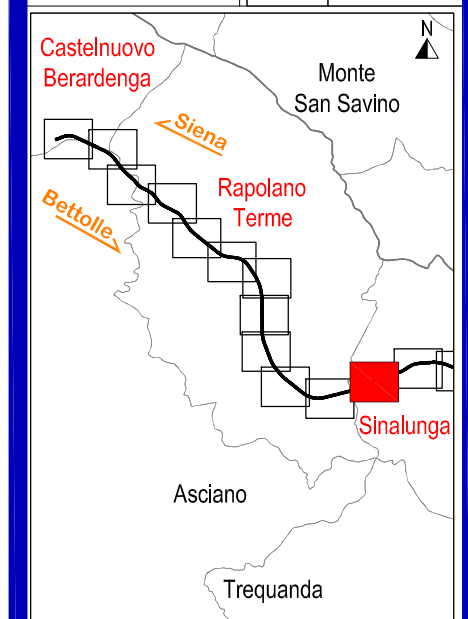 N
Castelnuovo
Berardenga
Monte
San Savino
Siena
Rapolano
Terme
Bettolle
Sinalunga
Asciano
Trequanda